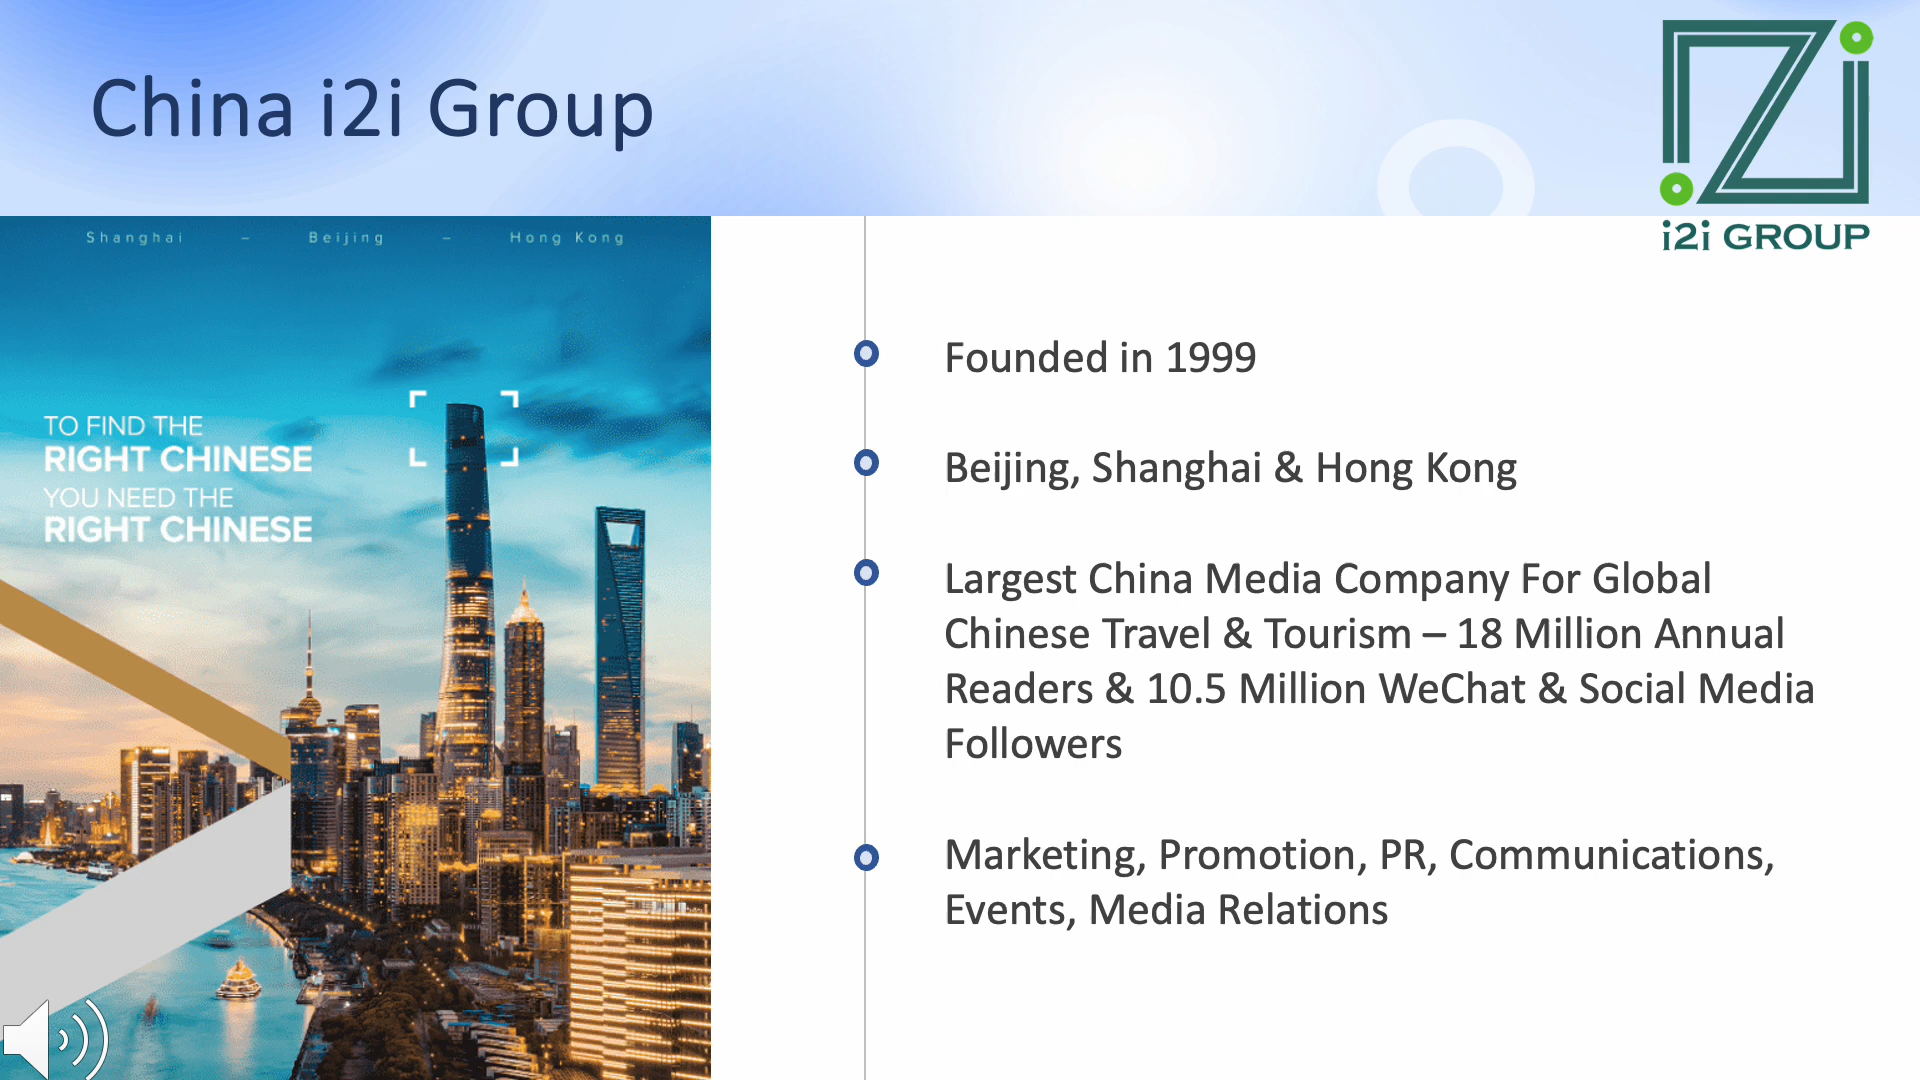 China i2i Group
i2i GROUP
Shanghai – Beijing – Hong Kong
TO FIND THE
RIGHT CHINESE
YOU NEED THE
RIGHT CHINESE
Founded in 1999
Beijing, Shanghai & Hong Kong
Largest China Media Company For Global
Chinese Travel & Tourism – 18 Million Annual
Readers & 10.5 Million WeChat & Social Media
Followers
Marketing, Promotion, PR, Communications,
Events, Media Relations